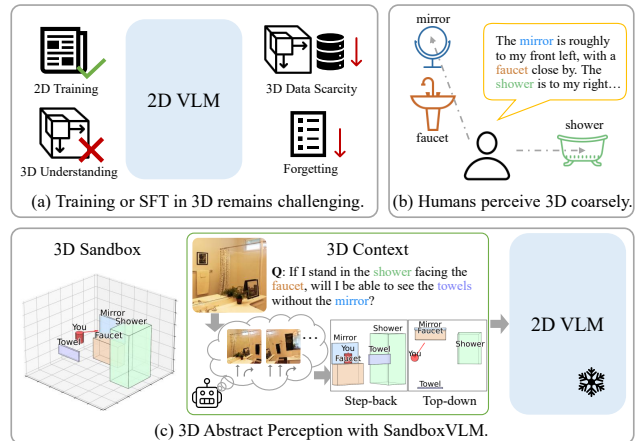 2D Training
3D Understanding
2D VLM
3D Data Scarcity
Forgetting
(a) Training or SFT in 3D remains challenging.
mirror
faucet
The mirror is roughly
to my front left, with a
faucet close by. The
shower is to my right…
shower
(b) Humans perceive 3D coarsely.
3D Sandbox
Mirror
Shower
You
Faucet
Towel
3D Context
Q: If I stand in the shower facing the
faucet, will I be able to see the towels
without the mirror?
...
Mirror
You
Faucet
Shower
Towel
Step-back
Mirror
Faucet
You
Shower
Towel
Top-down
2D VLM
(c) 3D Abstract Perception with SandboxVLM.